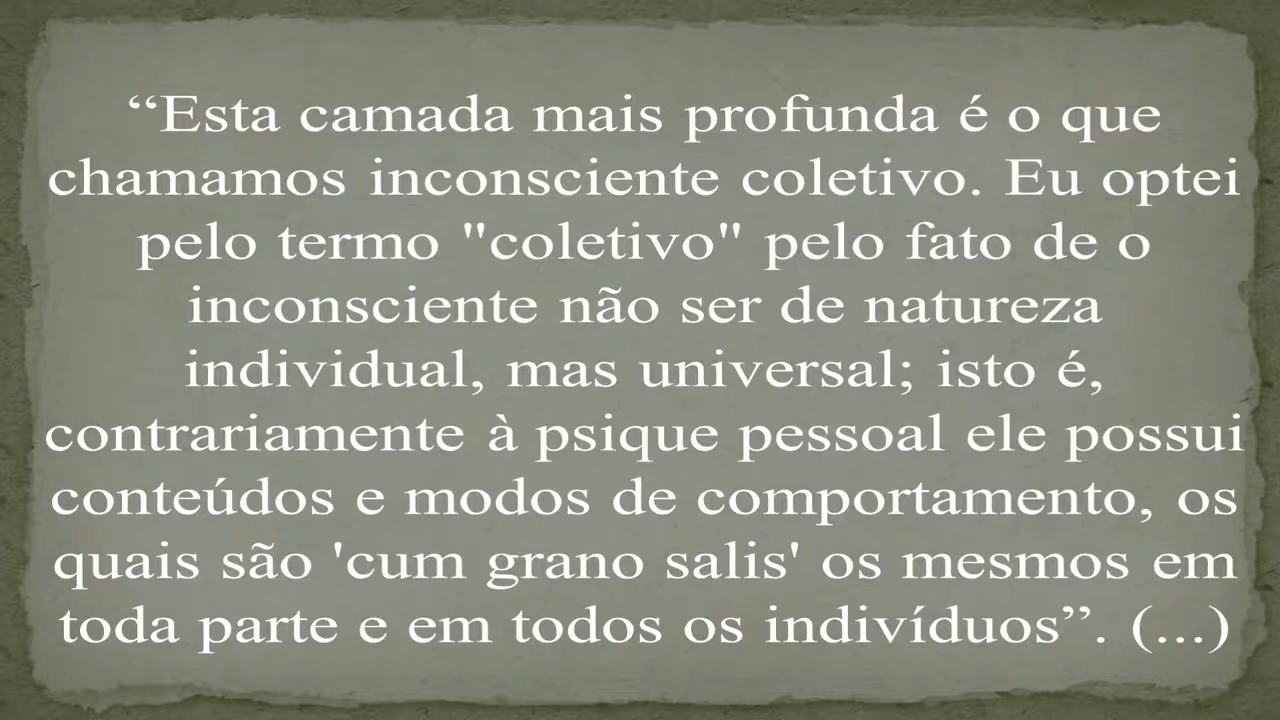 “Esta camada mais profunda é o que
chamamos inconsciente coletivo. Eu optei
pelo termo "coletivo" pelo fato de o
inconsciente não ser de natureza
individual, mas universal; isto é,
contrariamente à psique pessoal ele possui
conteúdos e modos de comportamento, os
quais são 'cum grano salis' os mesmos em
toda parte e em todos os indivíduos”. (...)